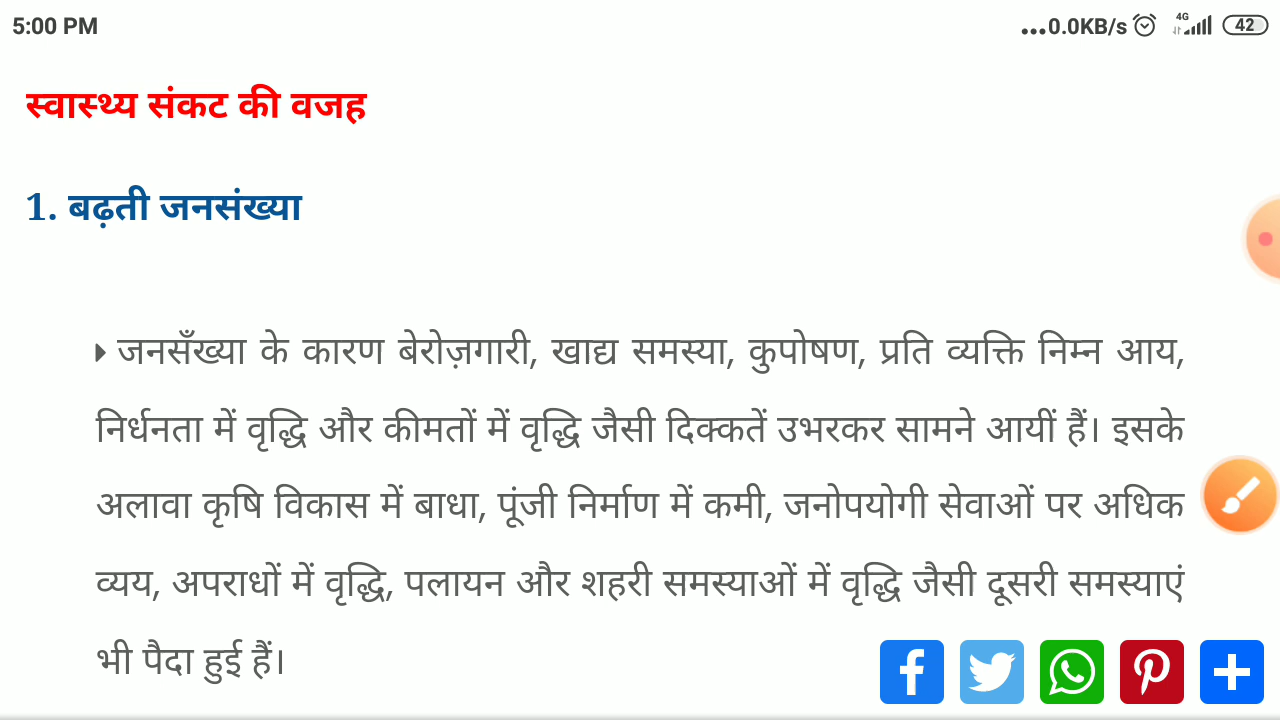 5:00 PM
...0.0KB/s 4G 42
स्वास्थ्य संकट की वजह
1. बढ़ती जनसंख्या
जनसँख्या के कारण बेरोज़गारी, खाद्य समस्या, कुपोषण, प्रति व्यक्ति निम्न आय,
निर्धनता में वृद्धि और कीमतों में वृद्धि जैसी दिक्कतें उभरकर सामने आयीं हैं। इसके
अलावा कृषि विकास में बाधा, पूंजी निर्माण में कमी, जनोपयोगी सेवाओं पर अधिक
व्यय, अपराधों में वृद्धि, पलायन और शहरी समस्याओं में वृद्धि जैसी दूसरी समस्याएं
भी पैदा हुई हैं।